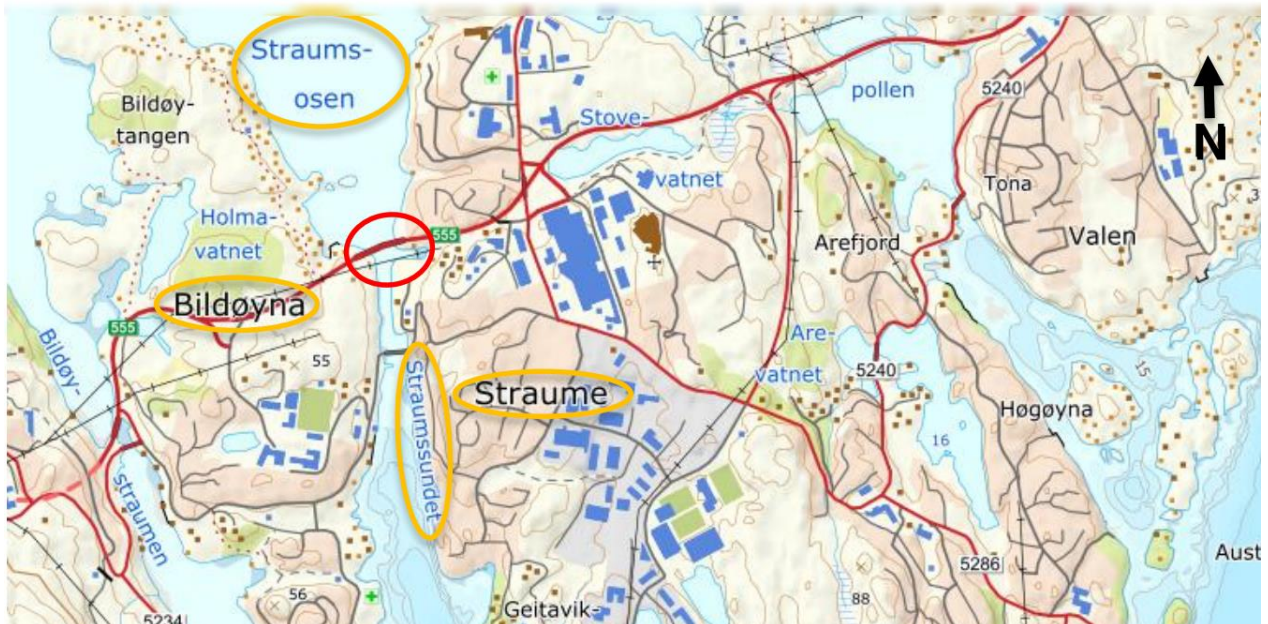 Straums-
osen
Bildøy-
tangen
Stove-
vatnet
pollen
5240
N
Tona
Holma-
vatnet
555
Arefjord
Valen
Bildøyna
555
Bildøy-
straumen
55
Straumssundet
Straume
Are-
vatnet
5240
15
Høgøyna
16
Aust
5286
56
Geitavik-
88
5234